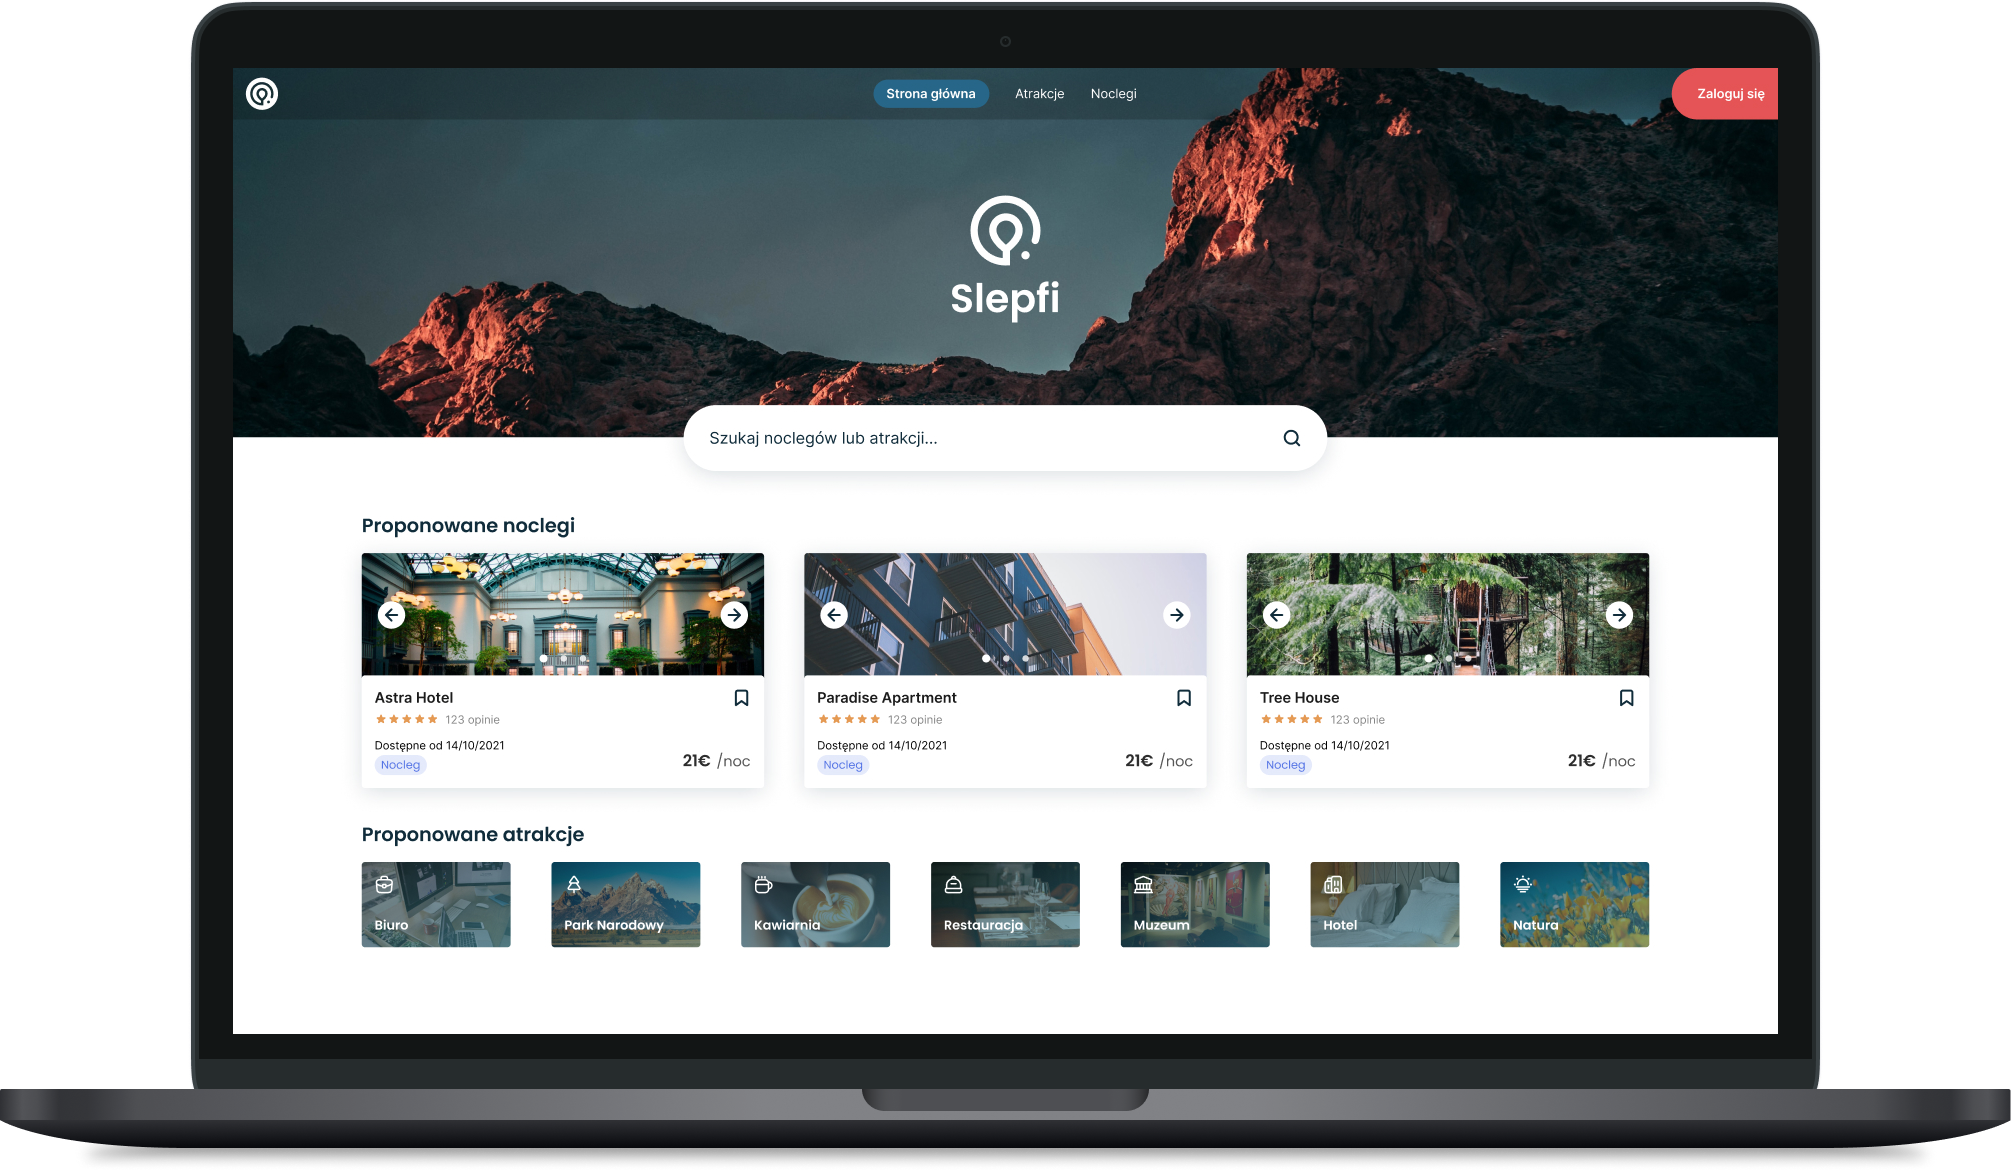 Strona główna Atrakcje Noclegi Zaloguj się
Slepfi
Szukaj noclegów lub atrakcji...
Proponowane noclegi
Astra Hotel
123 opinie
Dostępne od 14/10/2021
Nocleg
21€ /noc
Paradise Apartment
123 opinie
Dostępne od 14/10/2021
Nocleg
21€ /noc
Tree House
123 opinie
Dostępne od 14/10/2021
Nocleg
21€ /noc
Proponowane atrakcje
Biuro
Park Narodowy
Kawiarnia
Restauracja
Muzeum
Hotel
Natura